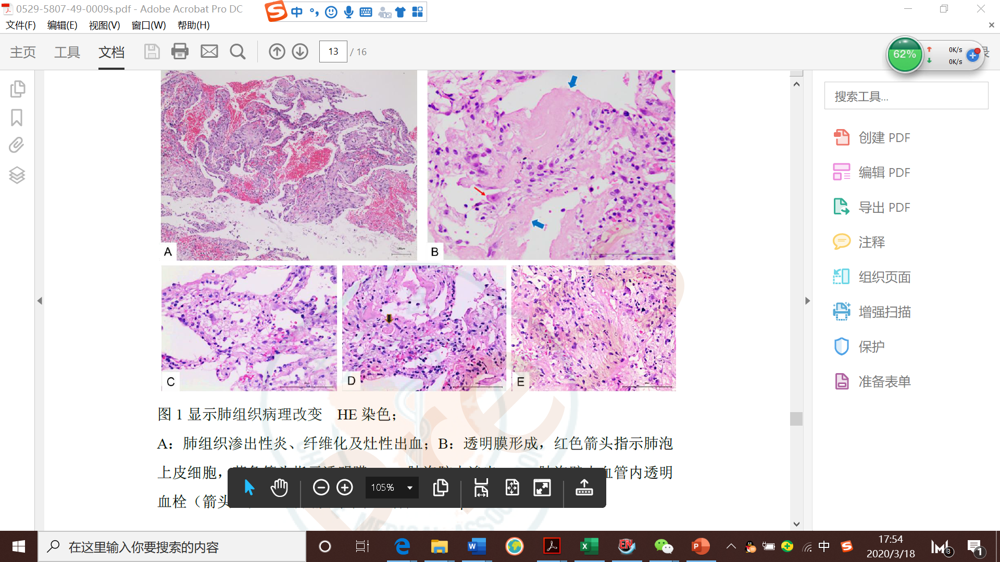 0529-5807-49-0009s.pdf - Adobe Acrobat Pro DC
中
文件(F) 编辑(E) 视图(V) 窗口(W) 帮助(H)
主页 工具 文档 13 / 16
62% 0K/s
0K/s
录
搜索工具...
创建 PDF
编辑 PDF
导出 PDF
注释
组织页面
增强扫描
保护
准备表单
A B
C D E
图 1 显示肺组织病理改变 HE 染色；
A：肺组织渗出性炎、纤维化及灶性出血；B：透明膜形成，红色箭头指示肺泡
上皮细胞， 血管内透明
血栓（箭头
105%
在这里输入你要搜索的内容
中
17:54
2020/3/18
3
1